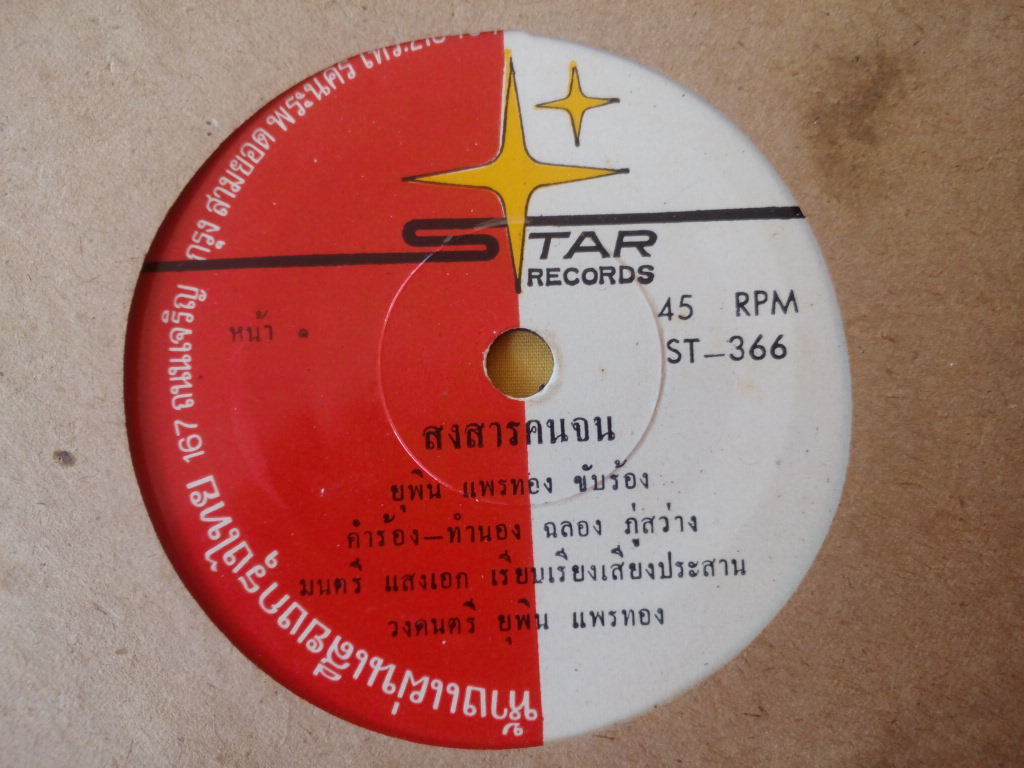 STAR
RECORDS
45 RPM
ST-366
หน้า ๑
สงสารคนจน
ยุพิน แพรทอง ขับร้อง
คำร้อง-ทำนอง ฉลอง ภู่สว่าง
มนตรี แสงเอก เรียบเรียงเสียงประสาน
วงดนตรี ยุพิน แพรทอง
ห้างแผ่นเสียงกรุงไทย 167 ถนนเจริญ กรุง สามยอด พระนคร โทร.